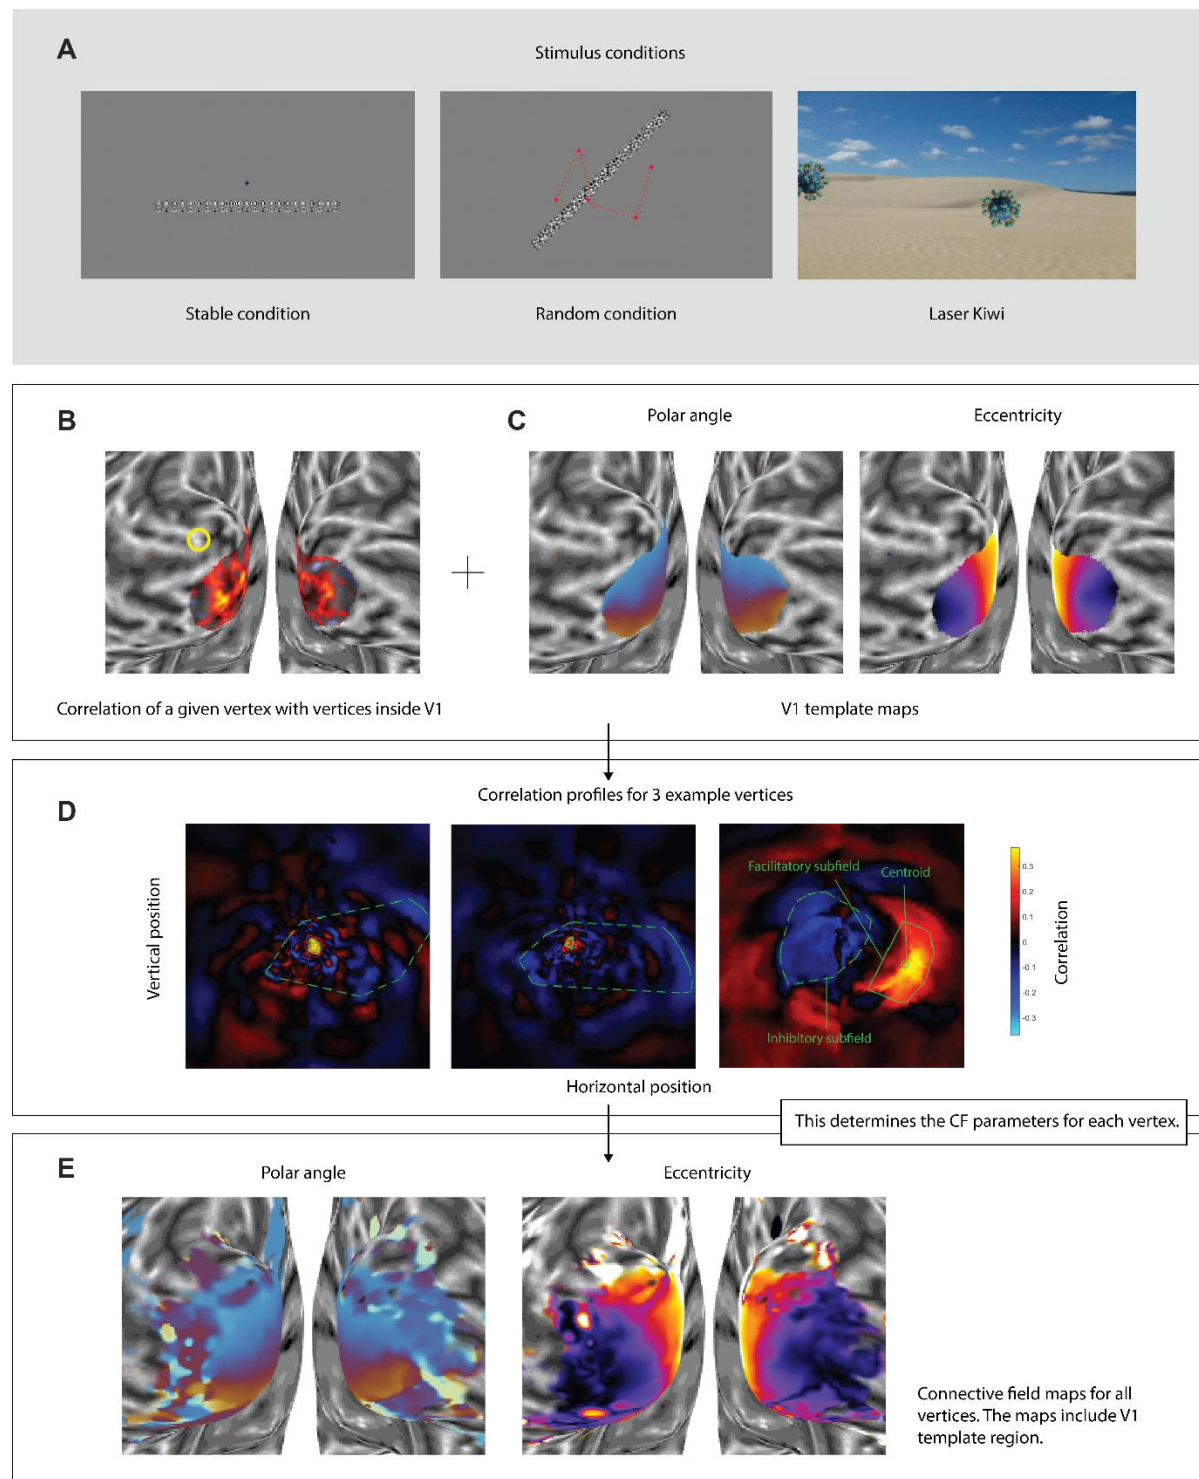 A
Stimulus conditions
Stable condition
Random condition
Laser Kiwi
B
C
Polar angle
Eccentricity
Correlation of a given vertex with vertices inside V1
V1 template maps
D
Correlation profiles for 3 example vertices
Vertical position
Facilitatory subfield
Centroid
Inhibitory subfield
0.3
0.2
0.1
0
-0.1
-0.2
-0.3
Correlation
Horizontal position
This determines the CF parameters for each vertex.
E
Polar angle
Eccentricity
Connective field maps for all
vertices. The maps include V1
template region.